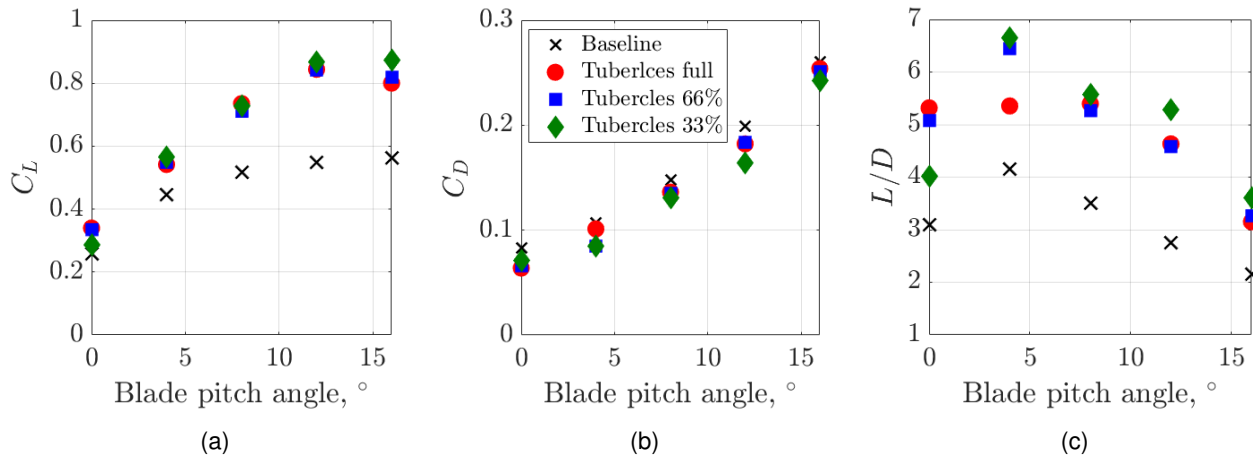 1
0.8
0.6
0.4
0.2
0
C_L
0 5 10 15
Blade pitch angle, °
(a)
0.3
0.2
0.1
0
C_D
Baseline
Tuberlces full
Tubercles 66%
Tubercles 33%
0 5 10 15
Blade pitch angle, °
(b)
7
6
5
4
3
2
1
L/D
0 5 10 15
Blade pitch angle, °
(c)